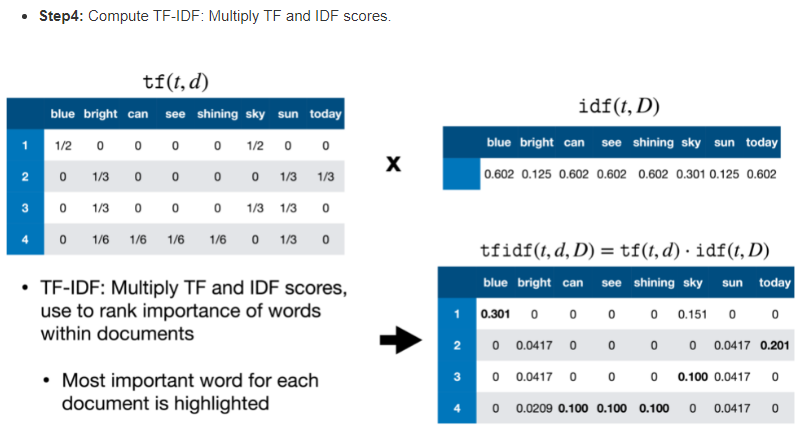 • Step4: Compute TF-IDF: Multiply TF and IDF scores.
tf(t, d)
blue bright can see shining sky sun today
1 1/2 0 0 0 0 1/2 0 0
2 0 1/3 0 0 0 0 1/3 1/3
3 0 1/3 0 0 0 1/3 1/3 0
4 0 1/6 1/6 1/6 1/6 0 1/3 0
x
idf(t, D)
blue bright can see shining sky sun today
0.602 0.125 0.602 0.602 0.602 0.301 0.125 0.602
• TF-IDF: Multiply TF and IDF scores,
use to rank importance of words
within documents
• Most important word for each
document is highlighted
tfidf(t, d, D) = tf(t, d) · idf(t, D)
blue bright can see shining sky sun today
1 0.301 0 0 0 0 0.151 0 0
2 0 0.0417 0 0 0 0 0.0417 0.201
3 0 0.0417 0 0 0 0.100 0.0417 0
4 0 0.0209 0.100 0.100 0.100 0 0.0417 0